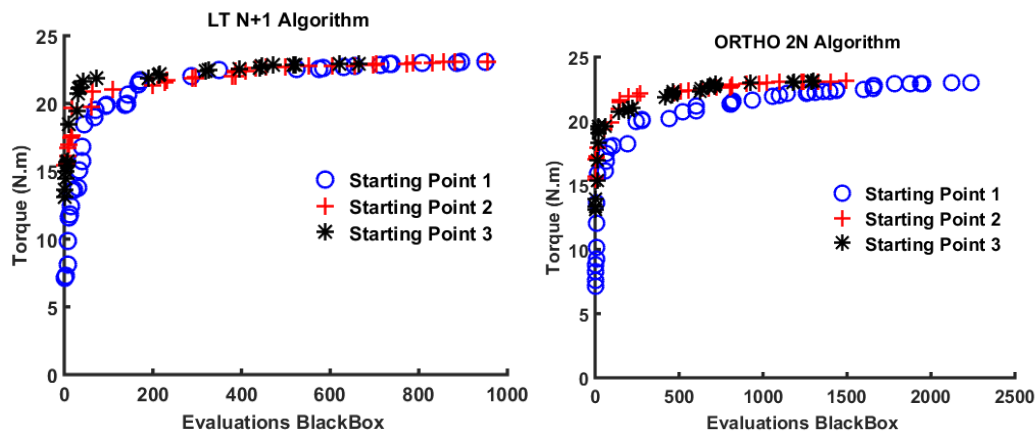 LT N+1 Algorithm
25
20
15
10
5
0
Torque (N.m)
Starting Point 1
Starting Point 2
Starting Point 3
0 200 400 600 800 1000
Evaluations BlackBox
ORTHO 2N Algorithm
25
20
15
10
5
0
Torque (N.m)
Starting Point 1
Starting Point 2
Starting Point 3
0 500 1000 1500 2000 2500
Evaluations BlackBox